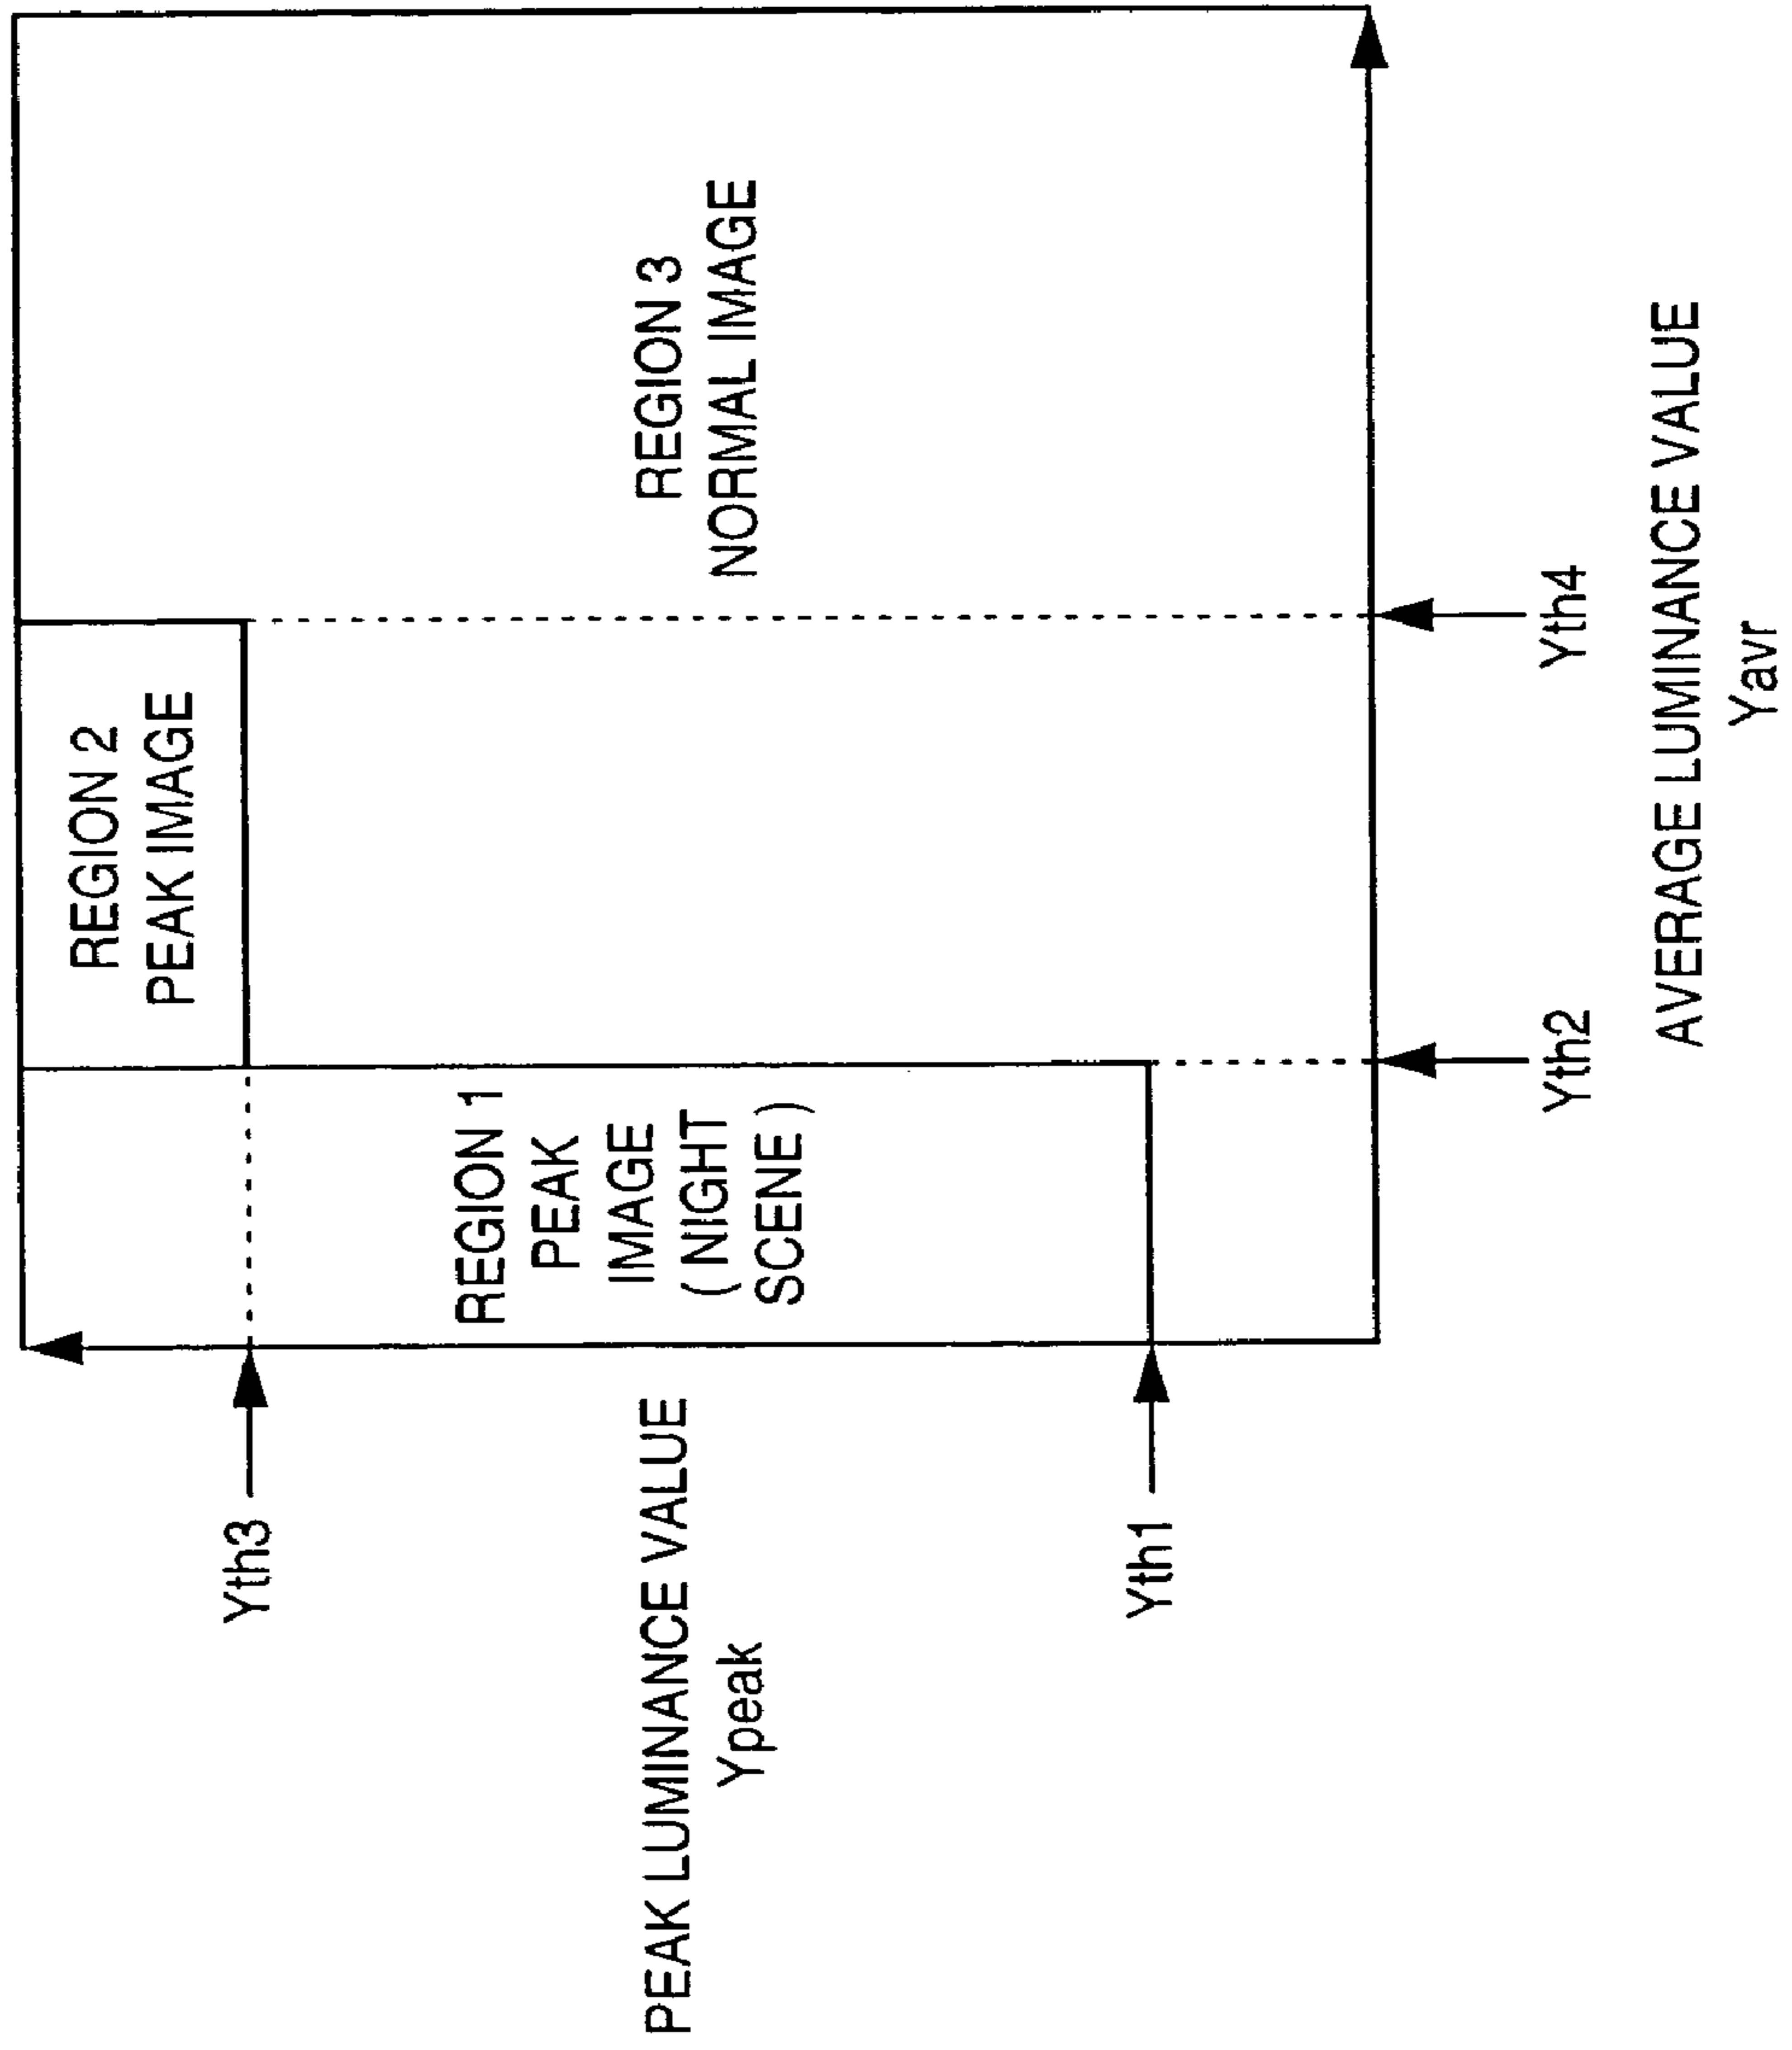 REGION 2
PEAK IMAGE
REGION 1
PEAK
IMAGE
(NIGHT
SCENE)
REGION 3
NORMAL IMAGE
Yth3
PEAK LUMINANCE VALUE
Ypeak
Yth1
Yth2
Yth4
AVERAGE LUMINANCE VALUE
Yavr